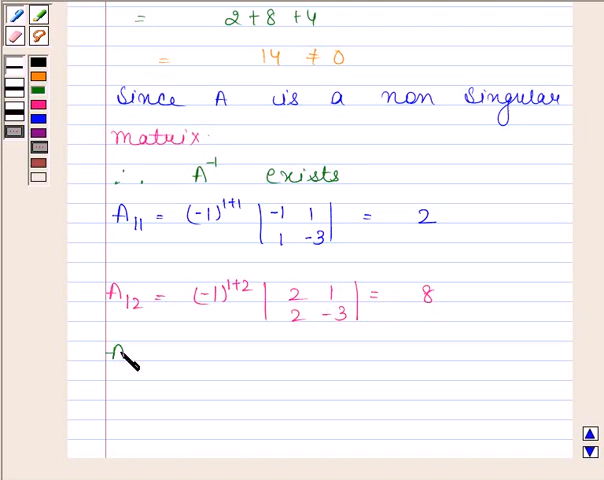 = 2 + 8 + 4
= 14 ≠ 0
Since A is a non singular
matrix.
∴ A⁻¹ exists
A₁₁ = (-1)¹⁺¹ | -1 1 | = 2
1 -3
A₁₂ = (-1)¹⁺² | 2 1 | = 8
2 -3
A